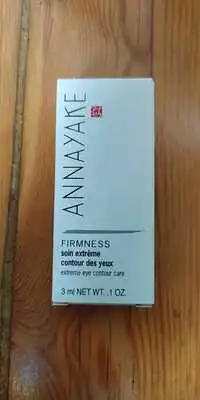 ANNAYAKE
FIRMNESS
soin extrême
contour des yeux
extreme eye contour care
3 ml NET WT. .1 OZ.